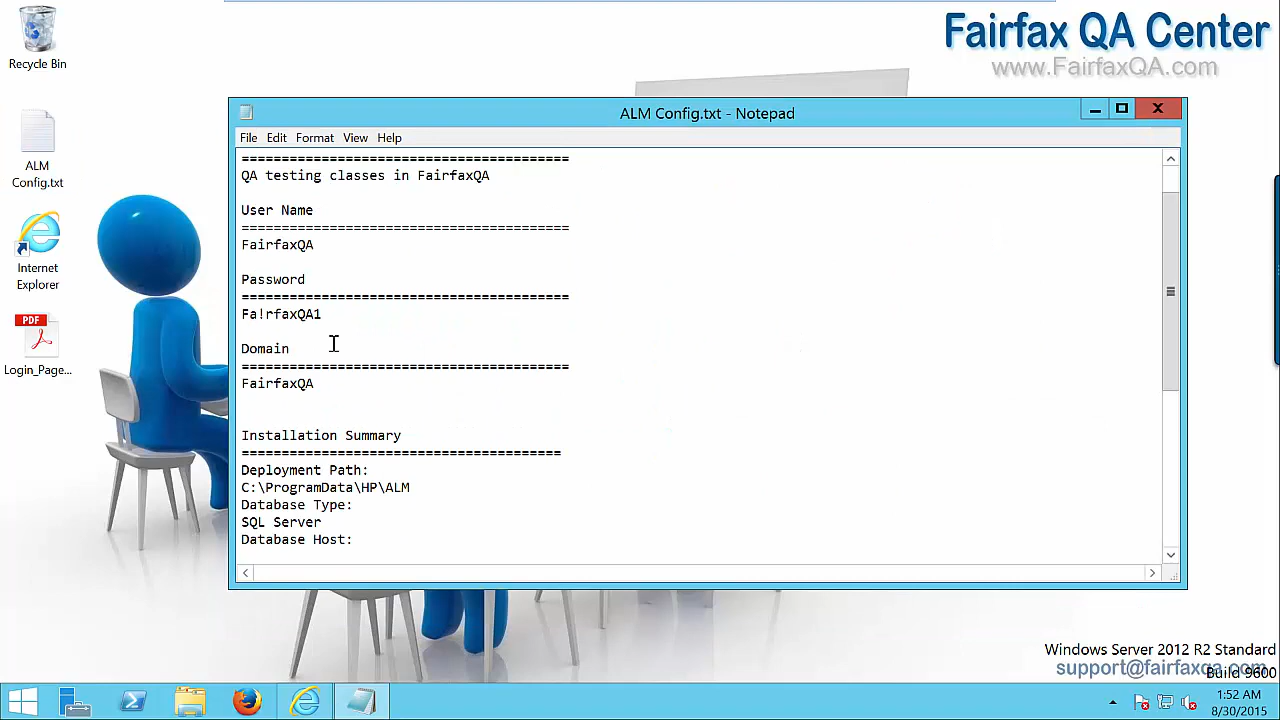 Fairfax QA Center
www.FairfaxQA.com
Recycle Bin
ALM
Config.txt
Internet
Explorer
PDF
Login_Page...
ALM Config.txt - Notepad
File Edit Format View Help
=========================================
QA testing classes in FairfaxQA
User Name
=========================================
FairfaxQA
Password
=========================================
Fa!rfaxQA1
Domain
=========================================
FairfaxQA
Installation Summary
========================================
Deployment Path:
C:\ProgramData\HP\ALM
Database Type:
SQL Server
Database Host:
Windows Server 2012 R2 Standard
support@fairfaxqa.com
Build 9600
1:52 AM
8/30/2015